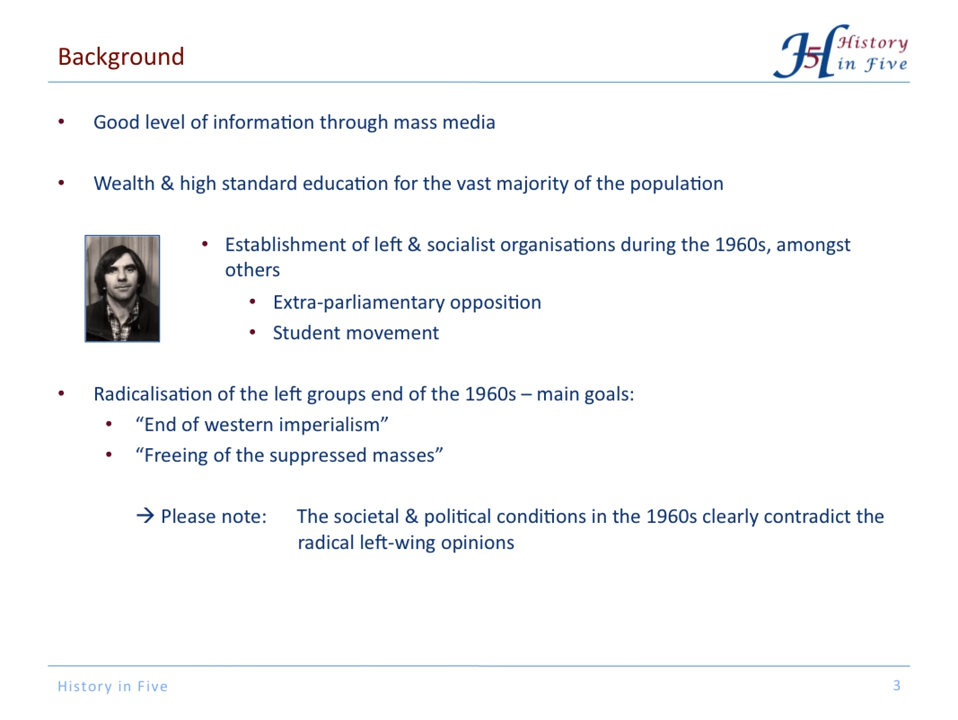 Background
History
in Five
• Good level of information through mass media
• Wealth & high standard education for the vast majority of the population
• Establishment of left & socialist organisations during the 1960s, amongst
others
• Extra-parliamentary opposition
• Student movement
• Radicalisation of the left groups end of the 1960s – main goals:
• “End of western imperialism”
• “Freeing of the suppressed masses”
→ Please note: The societal & political conditions in the 1960s clearly contradict the
radical left-wing opinions
History in Five
3